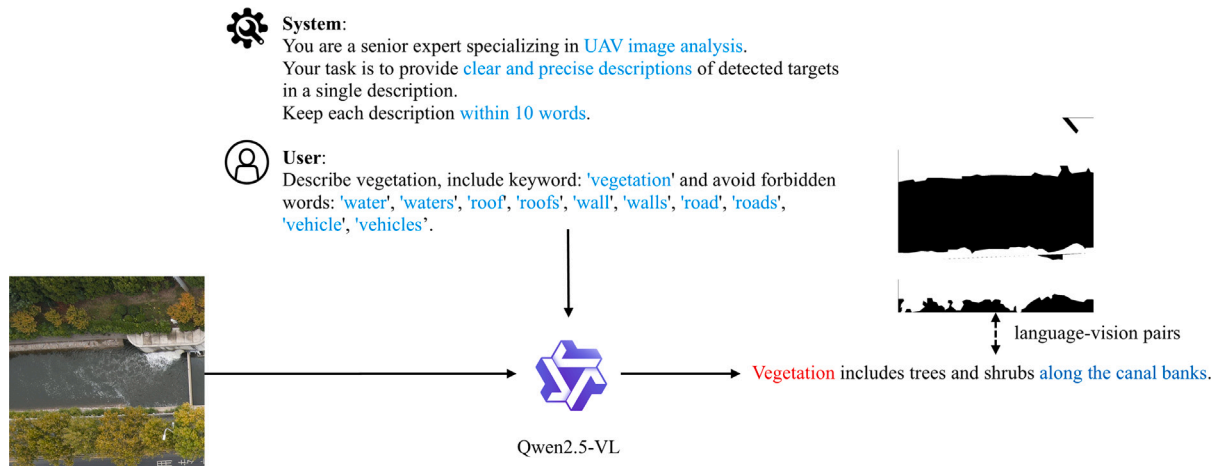 System:
You are a senior expert specializing in UAV image analysis.
Your task is to provide clear and precise descriptions of detected targets
in a single description.
Keep each description within 10 words.
User:
Describe vegetation, include keyword: 'vegetation' and avoid forbidden
words: 'water', 'waters', 'roof', 'roofs', 'wall', 'walls', 'road', 'roads',
'vehicle', 'vehicles’.
language-vision pairs
Vegetation includes trees and shrubs along the canal banks.
Qwen2.5-VL